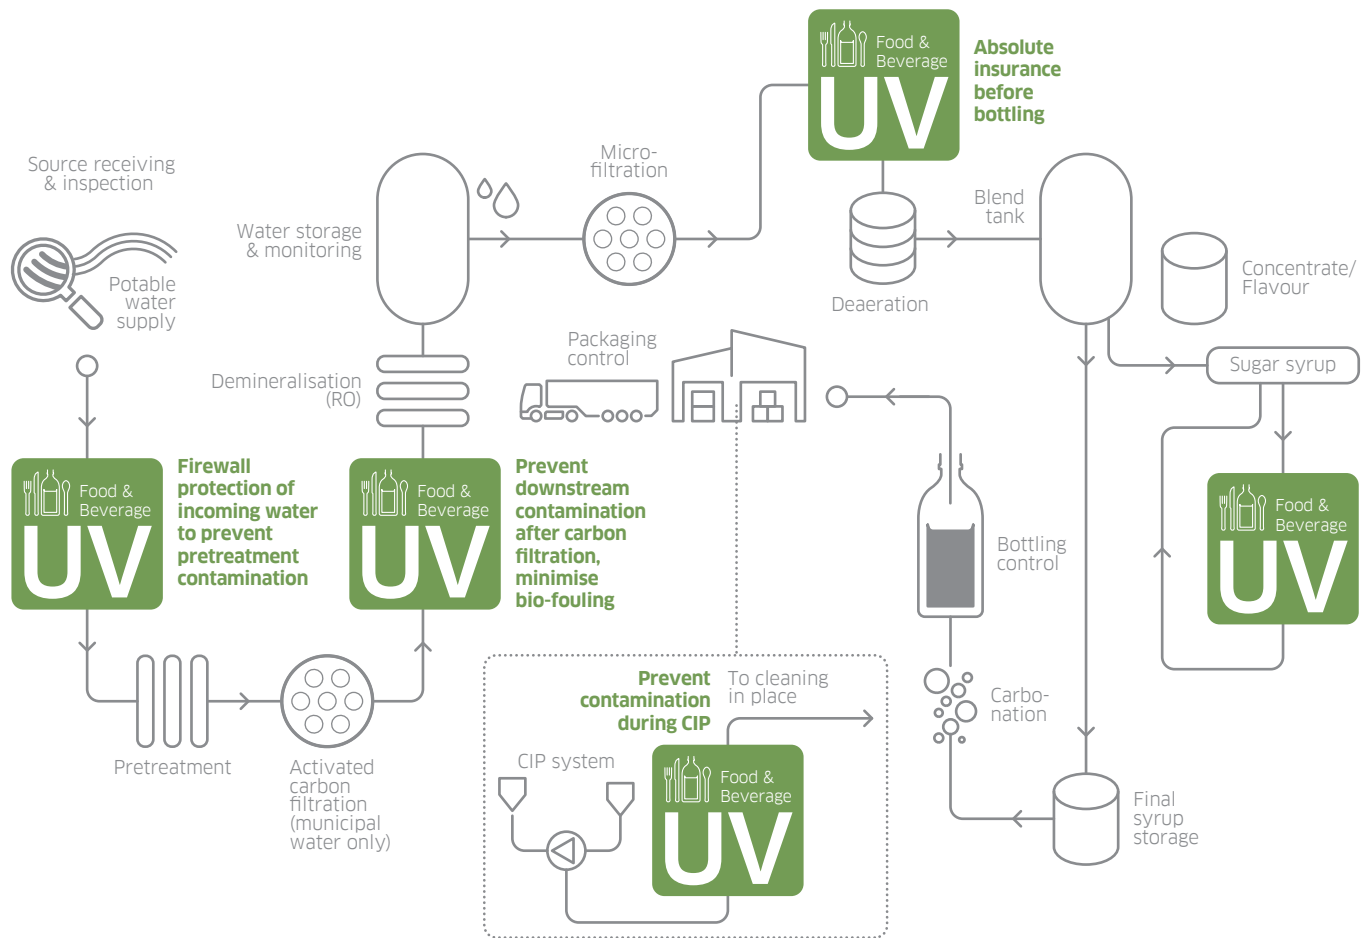 Source receiving
& inspection
Potable
water
supply
Food &
Beverage
UV
Firewall
protection of
incoming water
to prevent
pretreatment
contamination
Pretreatment
Activated
carbon
filtration
(municipal
water only)
Food &
Beverage
UV
Prevent
downstream
contamination
after carbon
filtration,
minimise
bio-fouling
Demineralisation
(RO)
Water storage
& monitoring
Micro-
filtration
Food &
Beverage
UV
Absolute
insurance
before
bottling
Deaeration
Blend
tank
Concentrate/
Flavour
Sugar syrup
Food &
Beverage
UV
Final
syrup
storage
Carbo-
nation
Bottling
control
Packaging
control
Prevent
contamination
during CIP
To cleaning
in place
CIP system
Food &
Beverage
UV